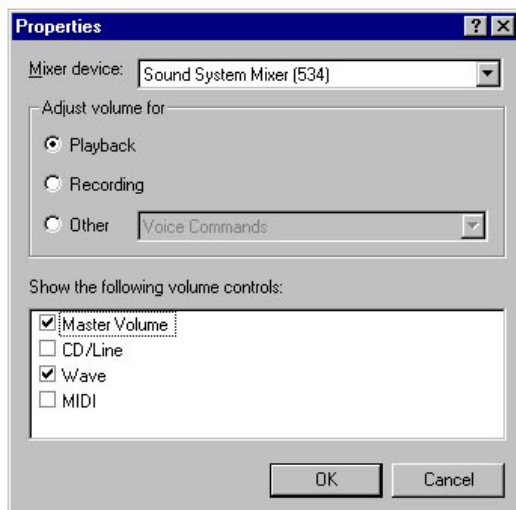 Properties
Mixer device: Sound System Mixer (534)
Adjust volume for
Playback
Recording
Other Voice Commands
Show the following volume controls:
Master Volume
CD/Line
Wave
MIDI
OK Cancel